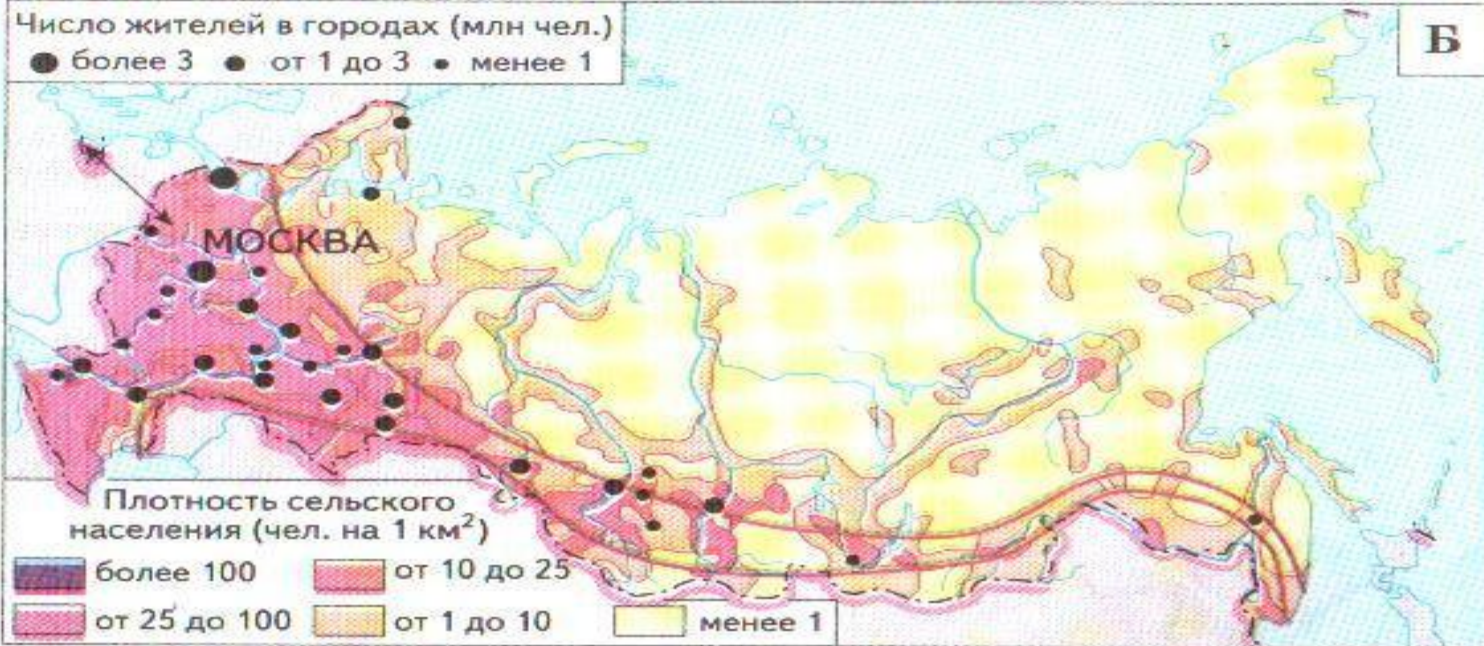 Число жителей в городах (млн чел.)
более 3 от 1 до 3 менее 1
Б
МОСКВА
Плотность сельского
населения (чел. на 1 км²)
более 100 от 10 до 25
от 25 до 100 от 1 до 10 менее 1